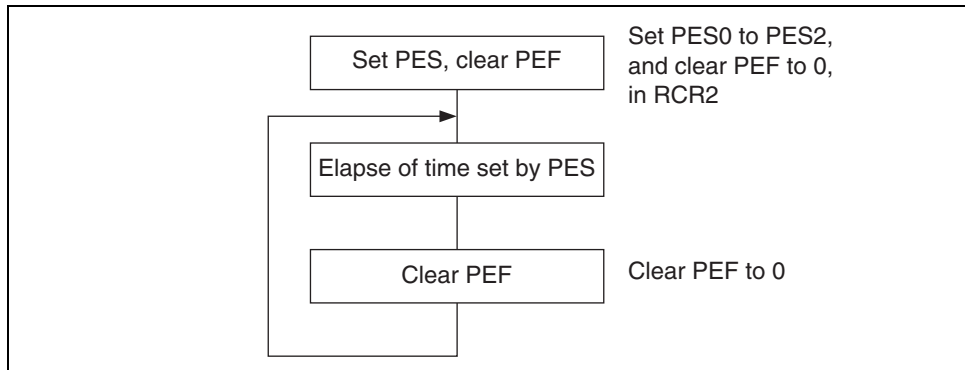 Set PES, clear PEF
Set PES0 to PES2,
and clear PEF to 0,
in RCR2
Elapse of time set by PES
Clear PEF
Clear PEF to 0